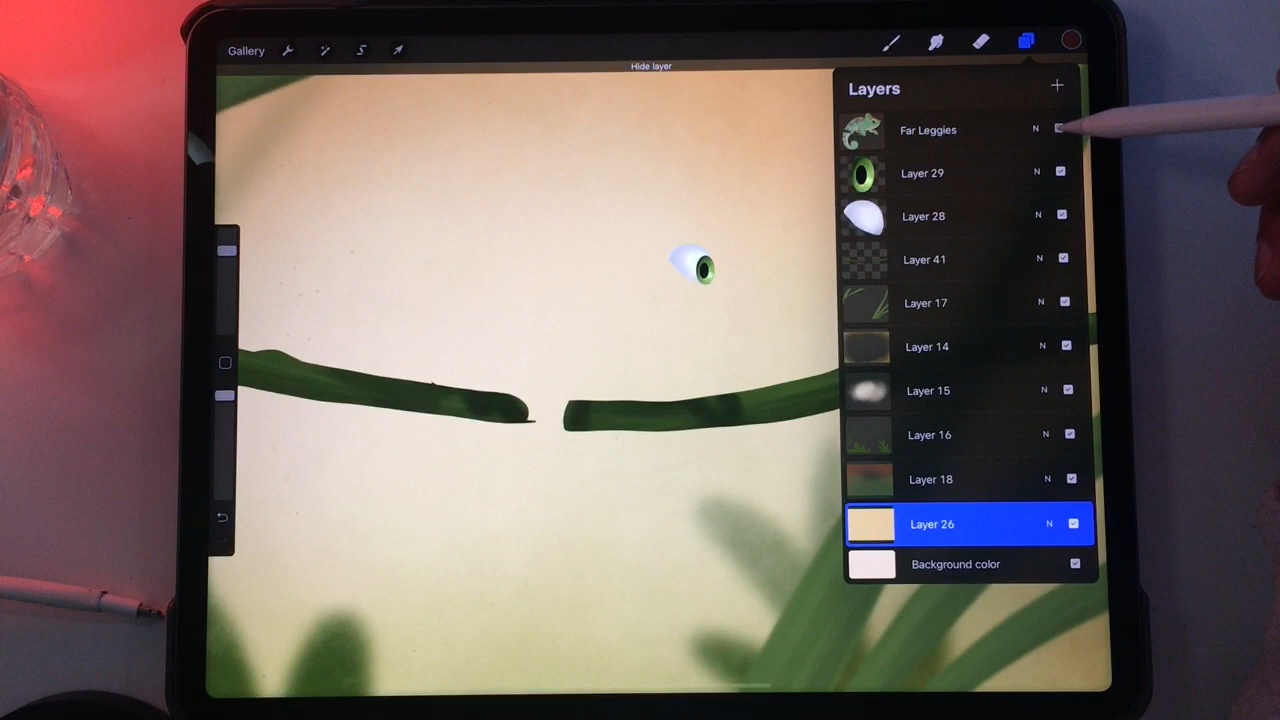 Gallery
Hide layer
Layers
Far Leggies N
Layer 29 N
Layer 28 N
Layer 41 N
Layer 17 N
Layer 14 N
Layer 15 N
Layer 16 N
Layer 18 N
Layer 26 N
Background color